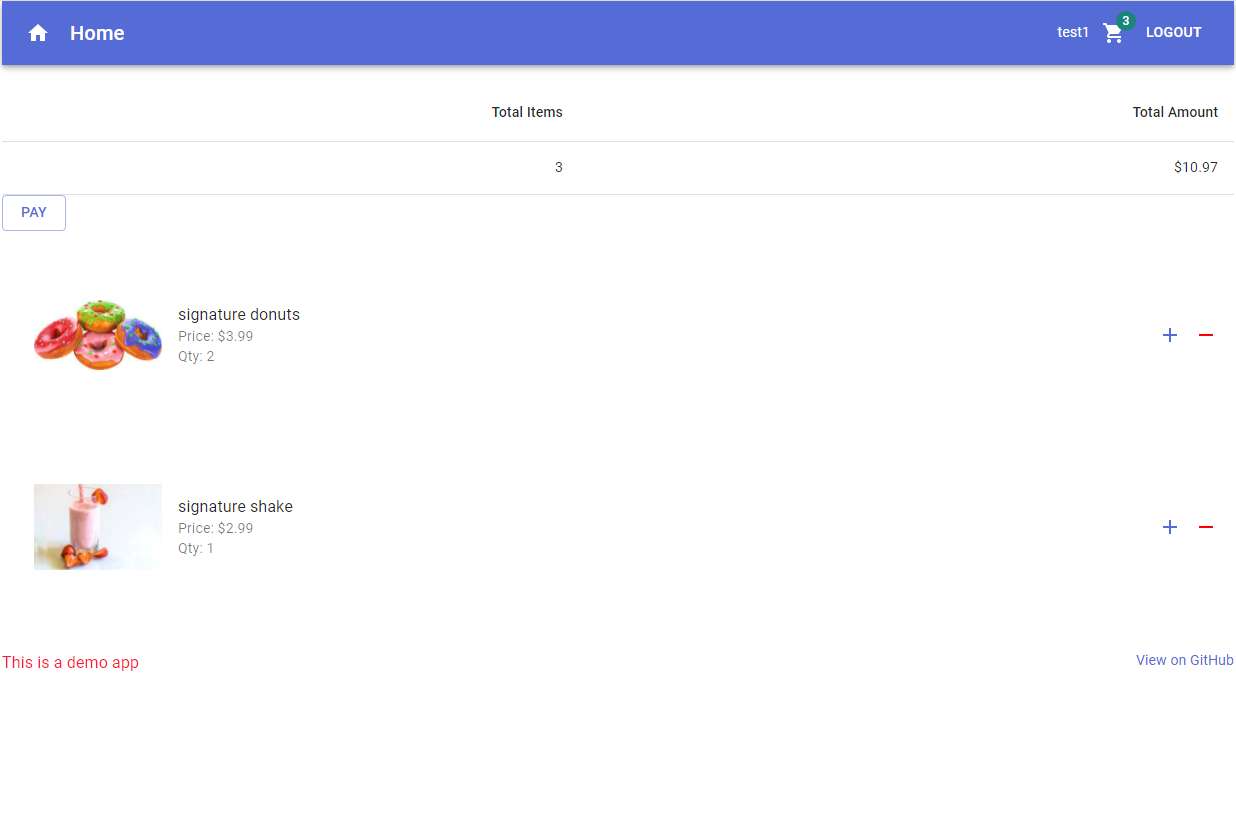 Home
test1
3
LOGOUT
Total Items
Total Amount
3
$10.97
PAY
signature donuts
Price: $3.99
Qty: 2
signature shake
Price: $2.99
Qty: 1
This is a demo app
View on GitHub